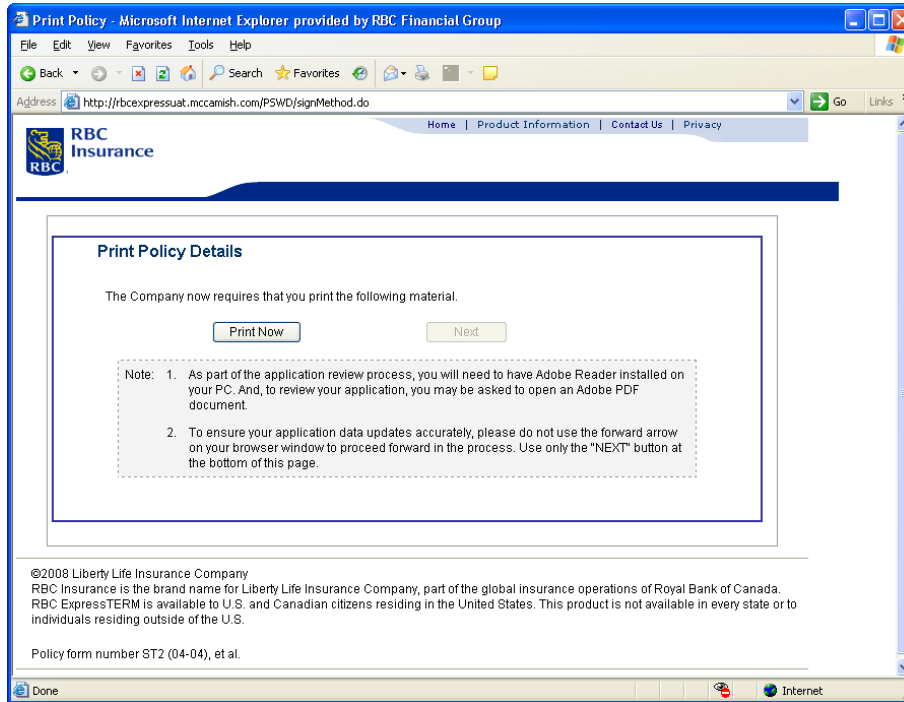 Print Policy - Microsoft Internet Explorer provided by RBC Financial Group
File Edit View Favorites Tools Help
Back Search Favorites
Address http://rbcexpressuat.mccamish.com/PSWD/signMethod.do Go Links
Home | Product Information | Contact Us | Privacy
RBC
Insurance
RBC
Print Policy Details
The Company now requires that you print the following material.
Print Now Next
Note: 1. As part of the application review process, you will need to have Adobe Reader installed on
your PC. And, to review your application, you may be asked to open an Adobe PDF
document.
2. To ensure your application data updates accurately, please do not use the forward arrow
on your browser window to proceed forward in the process. Use only the "NEXT" button at
the bottom of this page.
©2008 Liberty Life Insurance Company
RBC Insurance is the brand name for Liberty Life Insurance Company, part of the global insurance operations of Royal Bank of Canada.
RBC ExpressTERM is available to U.S. and Canadian citizens residing in the United States. This product is not available in every state or to
individuals residing outside of the U.S.
Policy form number ST2 (04-04), et al.
Done Internet